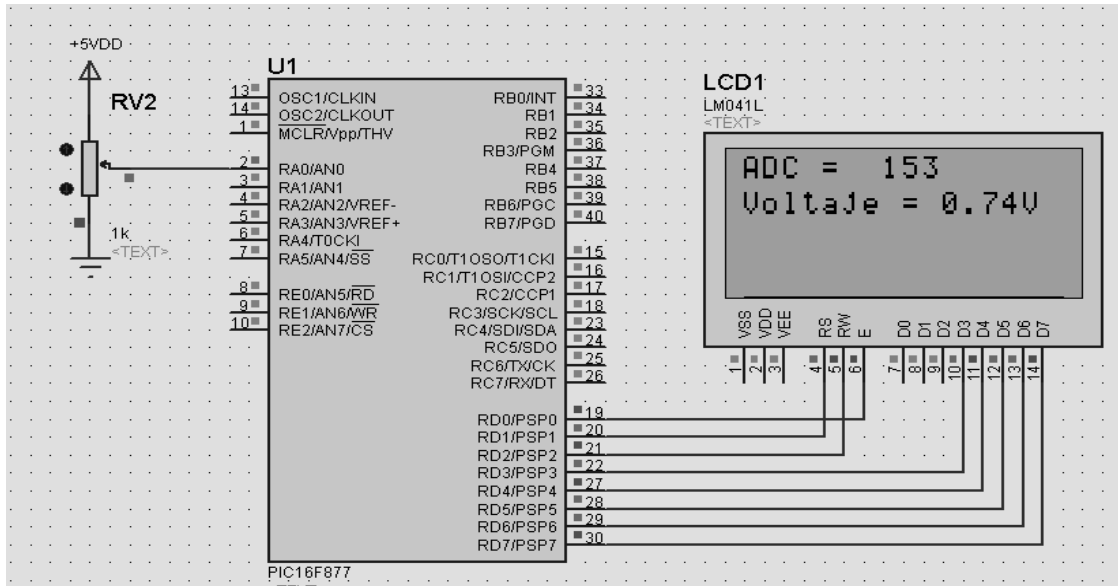 +5VDD
RV2
1k
<TEXT>
U1
13 OSC1/CLKIN
14 OSC2/CLKOUT
1 MCLR/Vpp/THV
2 RA0/AN0
3 RA1/AN1
4 RA2/AN2/VREF-
5 RA3/AN3/VREF+
6 RA4/T0CKI
7 RA5/AN4/SS
8 RE0/AN5/RD
9 RE1/AN6/WR
10 RE2/AN7/CS
RB0/INT 33
RB1 34
RB2 35
RB3/PGM 36
RB4 37
RB5 38
RB6/PGC 39
RB7/PGD 40
RC0/T1OSO/T1CKI 15
RC1/T1OSI/CCP2 16
RC2/CCP1 17
RC3/SCK/SCL 18
RC4/SDI/SDA 23
RC5/SDO 24
RC6/TX/CK 25
RC7/RX/DT 26
RD0/PSP0 19
RD1/PSP1 20
RD2/PSP2 21
RD3/PSP3 22
RD4/PSP4 27
RD5/PSP5 28
RD6/PSP6 29
RD7/PSP7 30
PIC16F877
LCD1
LM041L
<TEXT>
ADC = 153
Voltaje = 0.74V
VSS VDD VEE RS RW E D0 D1 D2 D3 D4 D5 D6 D7
1 2 3 4 5 6 7 8 9 10 11 12 13 14